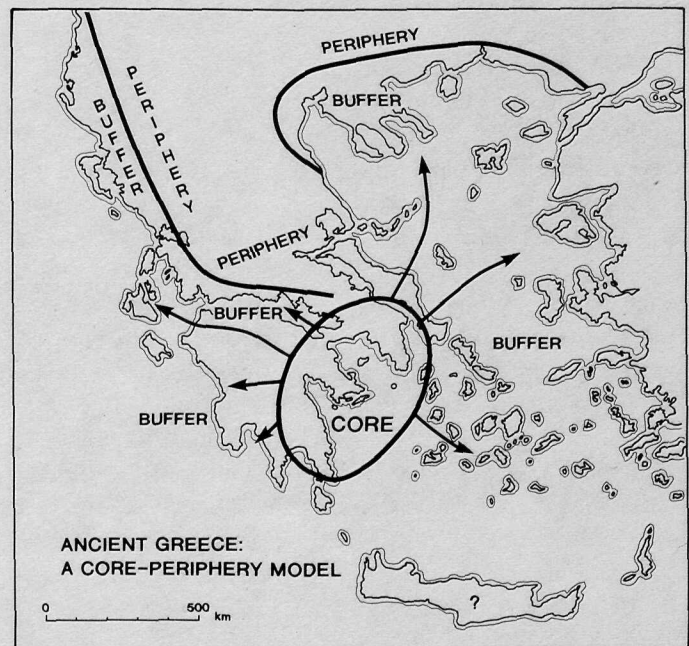 PERIPHERY
BUFFER
PERIPHERY
BUFFER
PERIPHERY
BUFFER
BUFFER
BUFFER
CORE
ANCIENT GREECE:
A CORE-PERIPHERY MODEL
?
0 500
km